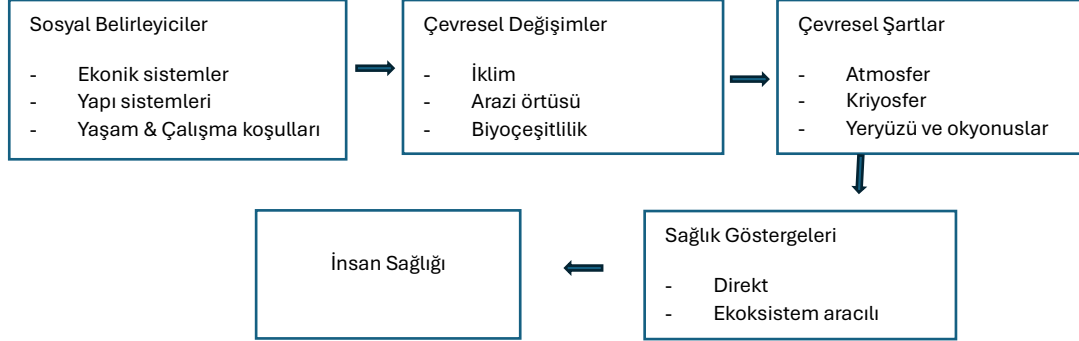 Sosyal Belirleyiciler
- Ekonik sistemler
- Yapı sistemleri
- Yaşam & Çalışma koşulları
Çevresel Değişimler
- İklim
- Arazi örtüsü
- Biyoçeşitlilik
Çevresel Şartlar
- Atmosfer
- Kriyosfer
- Yeryüzü ve okyonuslar
Sağlık Göstergeleri
- Direkt
- Ekoksistem aracılı
İnsan Sağlığı